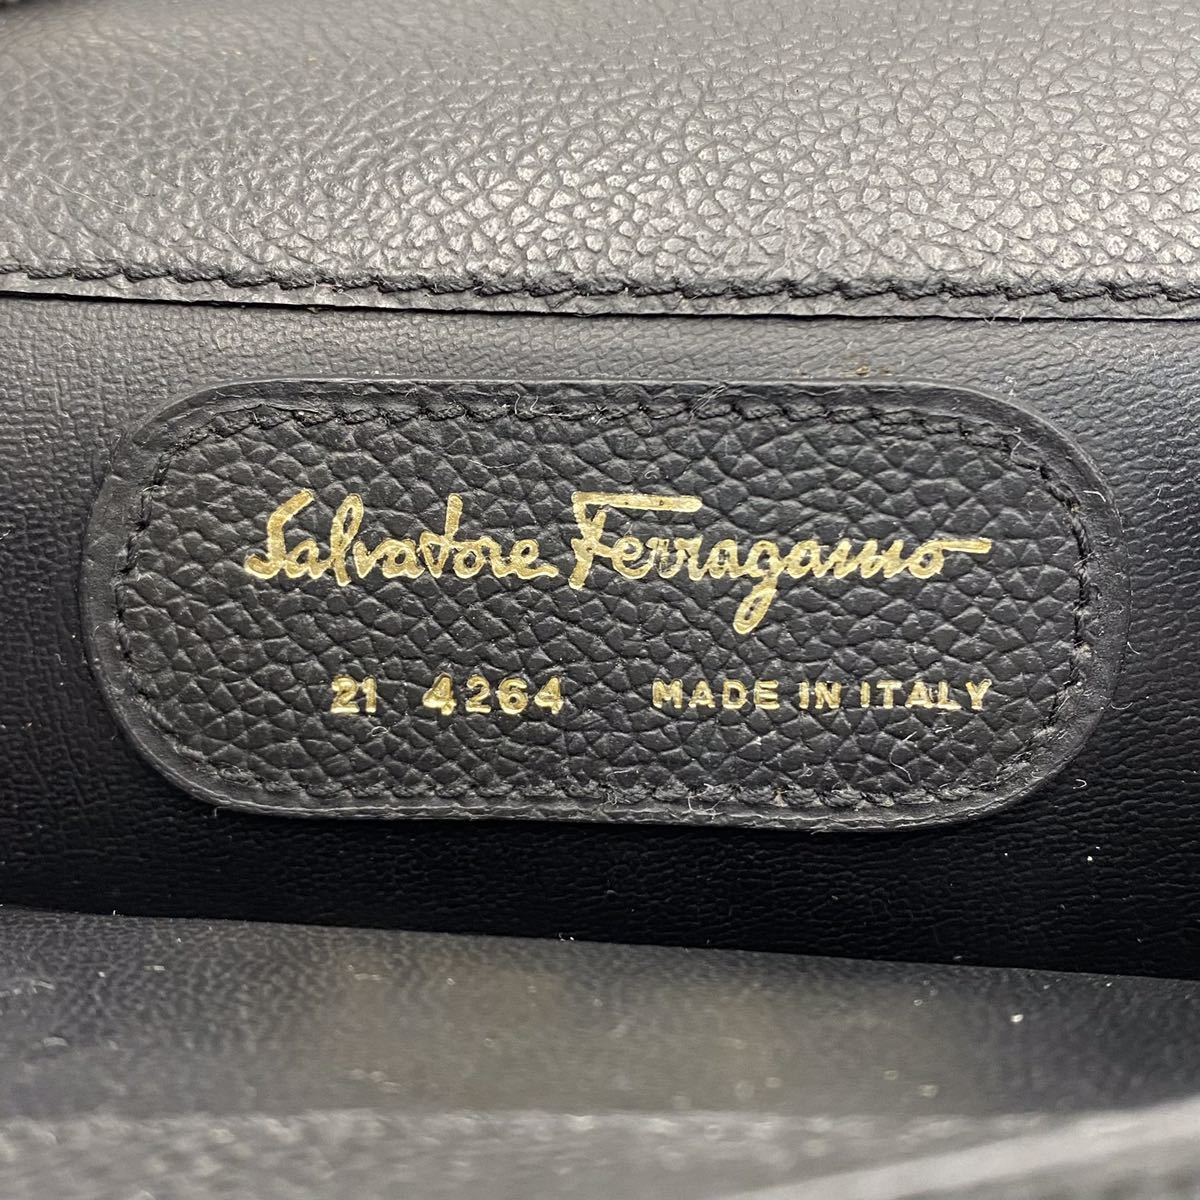 Salvatore Ferragamo
21 4264 MADE IN ITALY